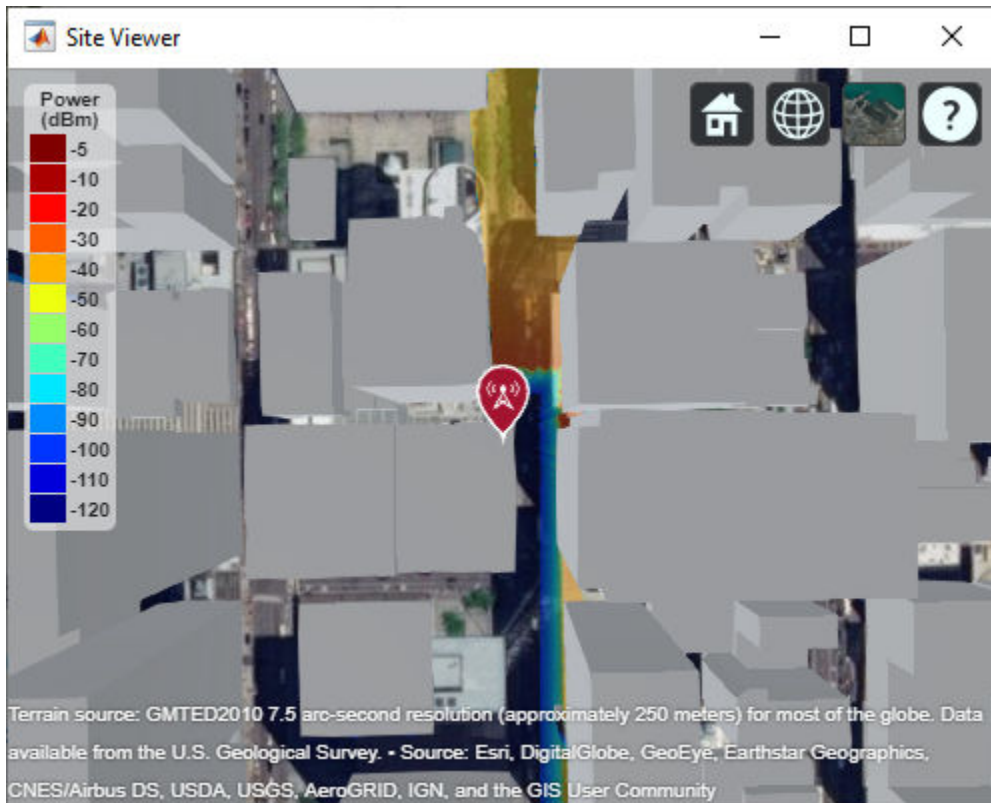 Site Viewer
Power
(dBm)
-5
-10
-20
-30
-40
-50
-60
-70
-80
-90
-100
-110
-120
?
Terrain source: GMTED2010 7.5 arc-second resolution (approximately 250 meters) for most of the globe. Data
available from the U.S. Geological Survey. • Source: Esri, DigitalGlobe, GeoEye, Earthstar Geographics,
CNES/Airbus DS, USDA, USGS, AeroGRID, IGN, and the GIS User Community